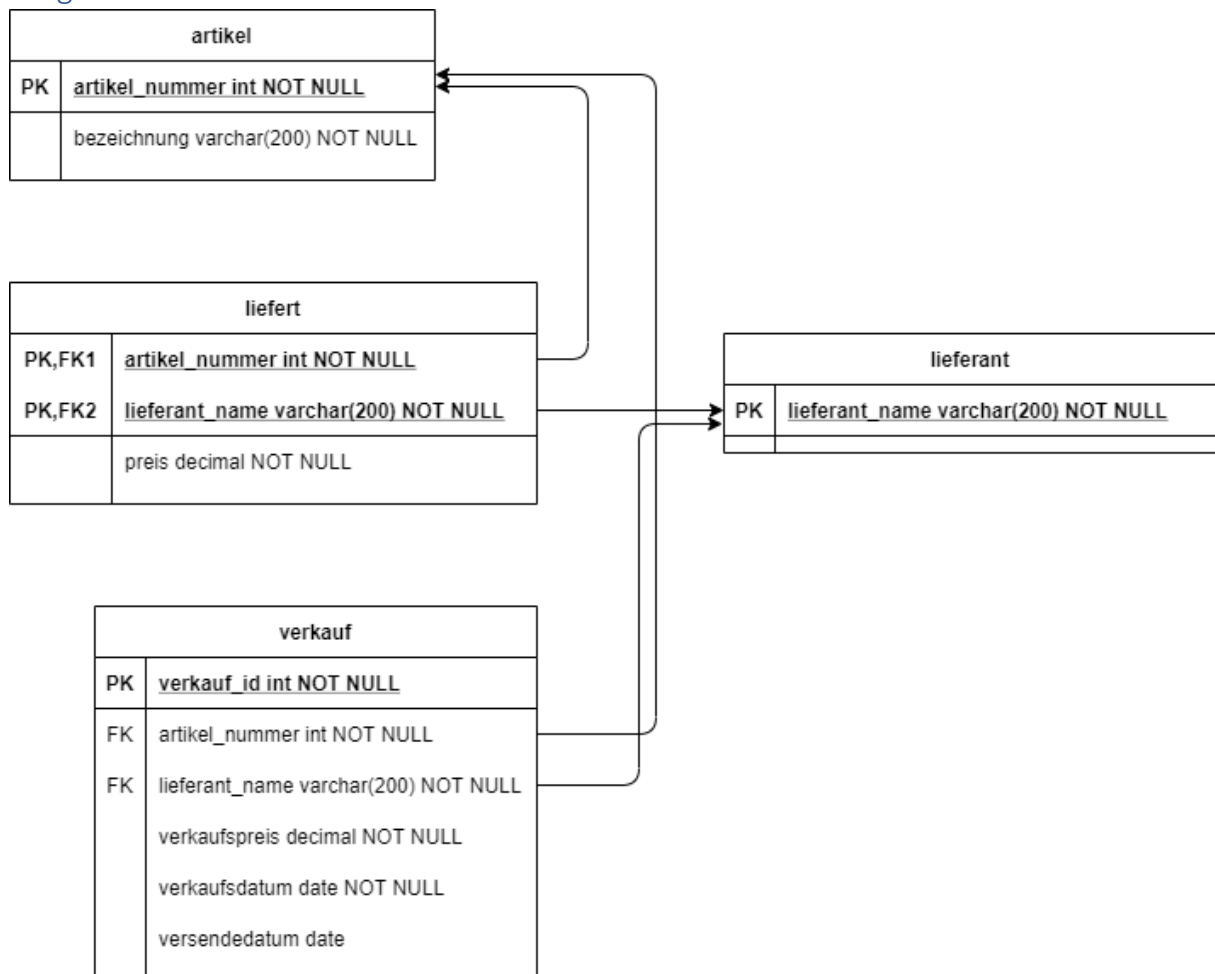 artikel
PK artikel_nummer int NOT NULL
bezeichnung varchar(200) NOT NULL
liefert
PK,FK1 artikel_nummer int NOT NULL
PK,FK2 lieferant_name varchar(200) NOT NULL
preis decimal NOT NULL
lieferant
PK lieferant_name varchar(200) NOT NULL
verkauf
PK verkauf_id int NOT NULL
FK artikel_nummer int NOT NULL
FK lieferant_name varchar(200) NOT NULL
verkaufspreis decimal NOT NULL
verkaufsdatum date NOT NULL
versendedatum date